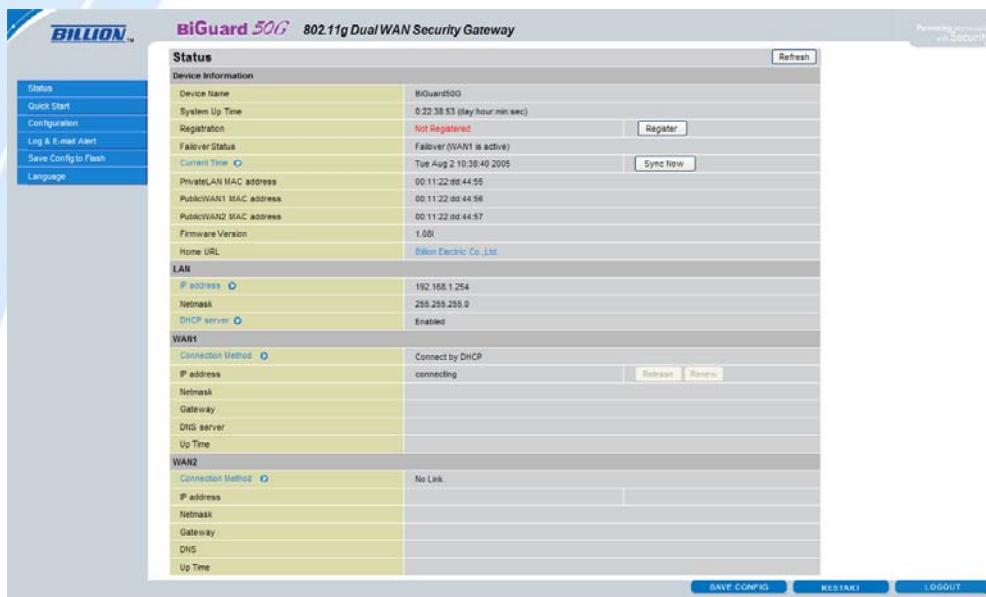 BILLION TM
BiGuard 50G 802.11g Dual WAN Security Gateway
Powering
with Security
Status
Quick Start
Configuration
Log & E-mail Alert
Save Config to Flash
Language
Status Refresh
Device Information
Device Name BiGuard50G
System Up Time 0:22:38:53 (day:hour:min:sec)
Registration Not Registered Register
Failover Status Failover (WAN1 is active)
Current Time Tue Aug 2 10:38:40 2005 Sync Now
PrivateLAN MAC address 00:11:22:dd:44:55
PublicWAN1 MAC address 00:11:22:dd:44:56
PublicWAN2 MAC address 00:11:22:dd:44:57
Firmware Version
Home URL Billion Electric Co.,Ltd.
LAN
IP address 192.168.1.254
Netmask 255.255.255.0
DHCP server Enabled
WAN1
Connection Method Connect by DHCP
IP address connecting Release Renew
Netmask
Gateway
DNS server
Up Time
WAN2
Connection Method No Link.
IP address
Netmask
Gateway
DNS
Up Time
SAVE CONFIG RESTART LOGOUT